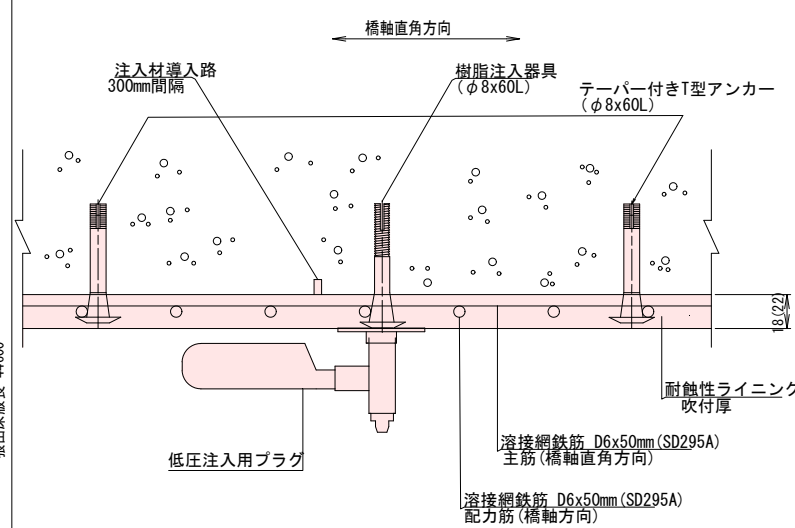 橋軸直角方向
注入材導入路
300mm間隔
樹脂注入器具
(φ8x60L)
テーパー付きT型アンカー
(φ8x60L)
18(22)
耐蝕性ライニング
吹付厚
低圧注入用プラグ
溶接網鉄筋 D6x50mm(SD295A)
主筋(橋軸直角方向)
溶接網鉄筋 D6x50mm(SD295A)
配力筋(橋軸方向)